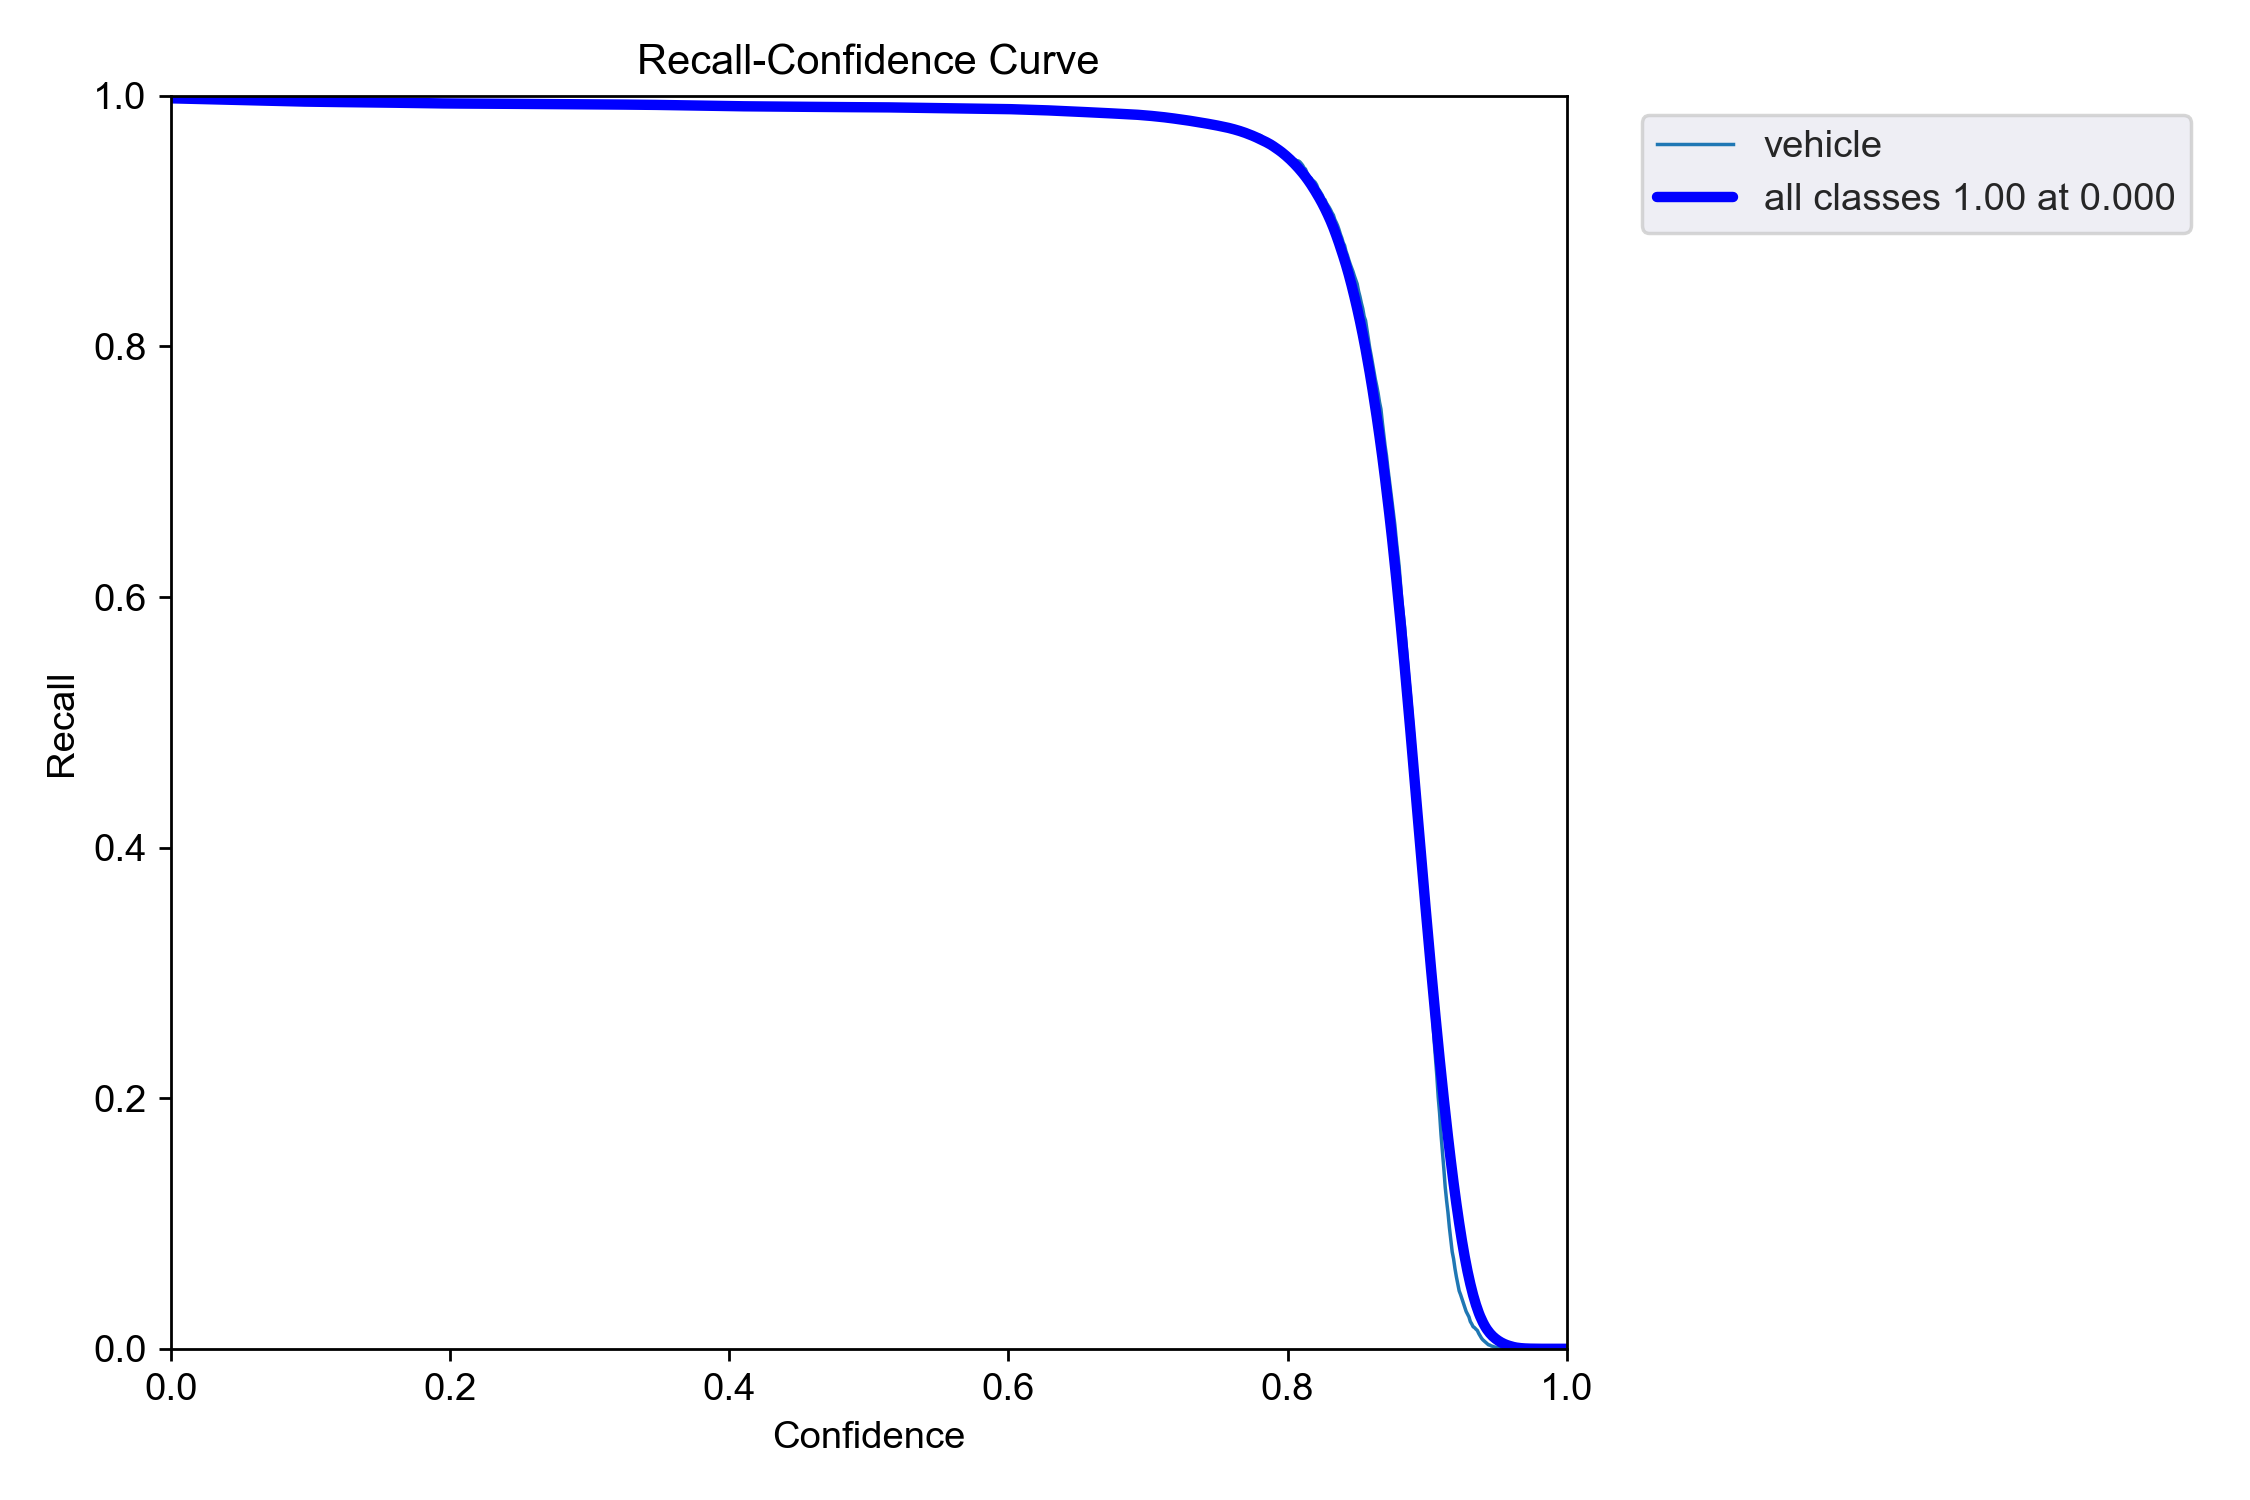 Recall-Confidence Curve
1.0
0.8
0.6
0.4
0.2
0.0
Recall
0.0 0.2 0.4 0.6 0.8 1.0
Confidence
vehicle
all classes 1.00 at 0.000